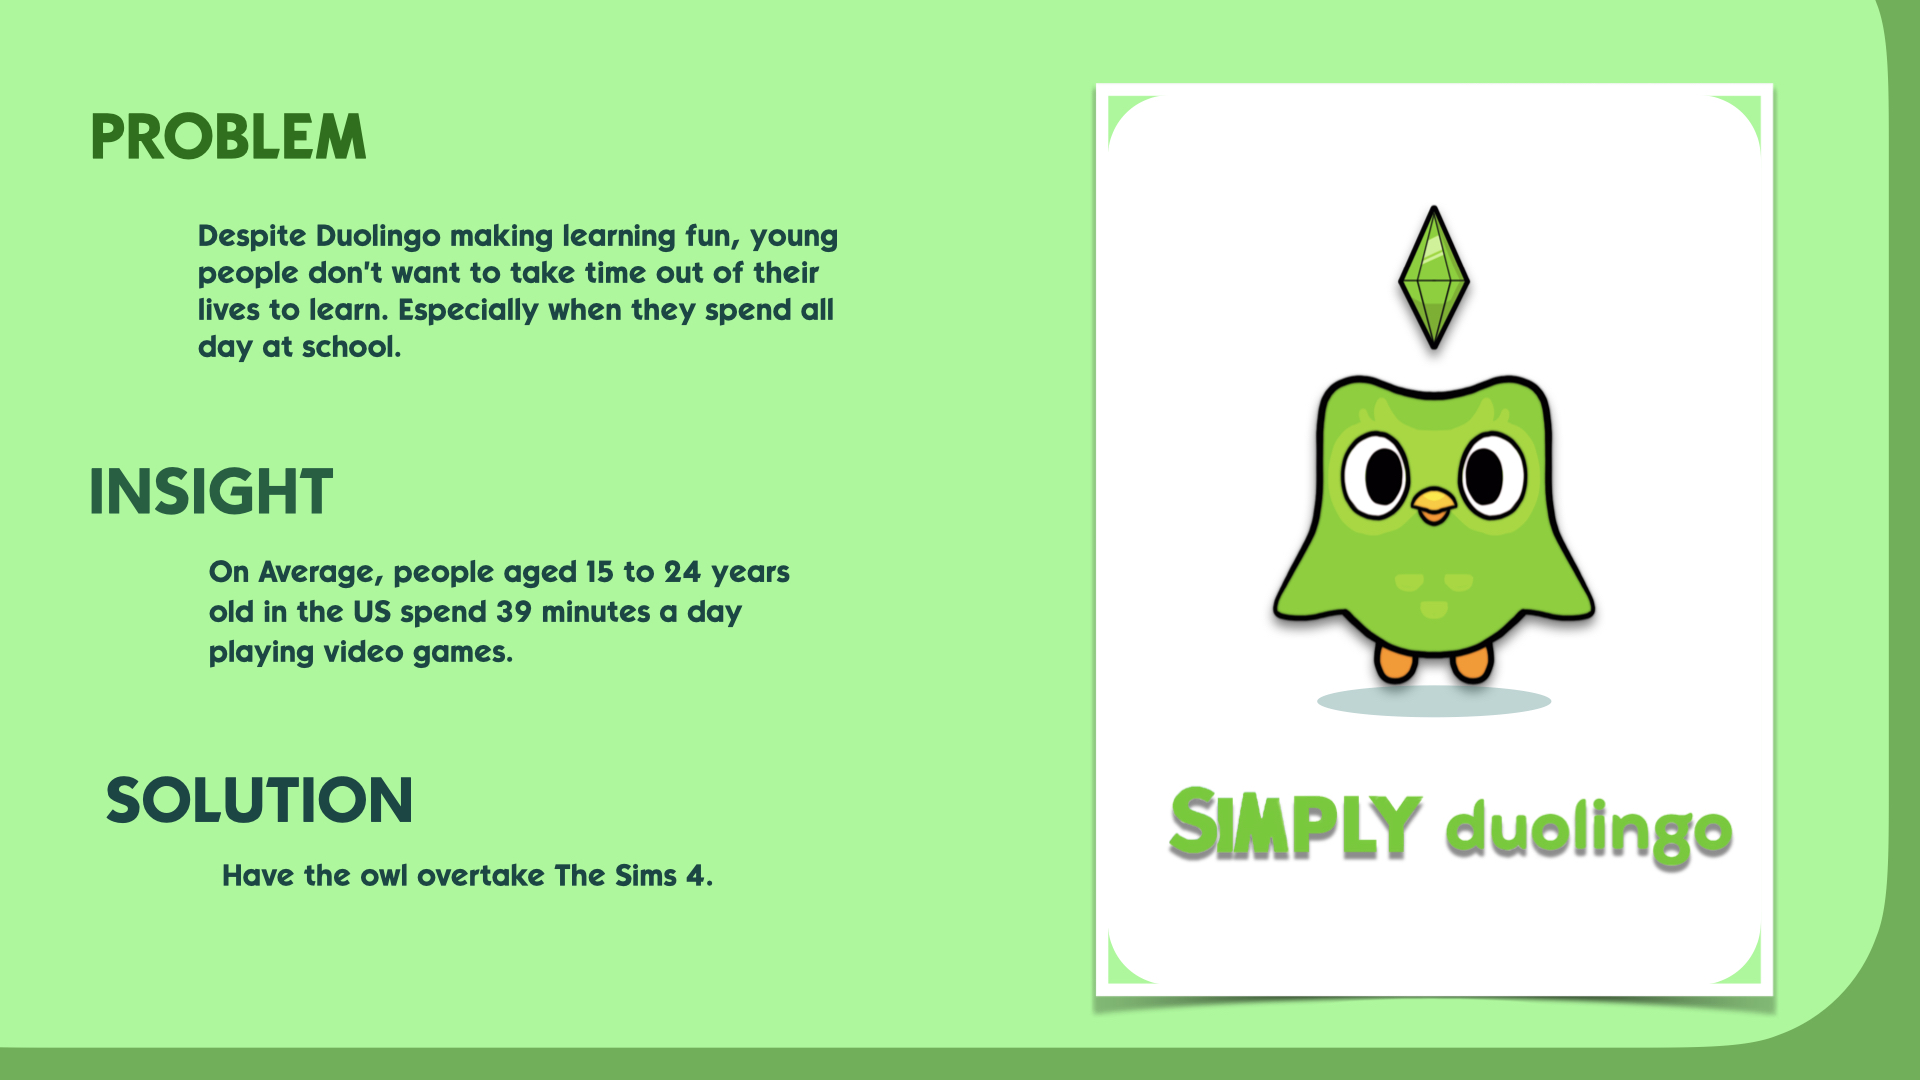 PROBLEM
Despite Duolingo making learning fun, young
people don't want to take time out of their
lives to learn. Especially when they spend all
day at school.
INSIGHT
On Average, people aged 15 to 24 years
old in the US spend 39 minutes a day
playing video games.
SOLUTION
Have the owl overtake The Sims 4.
SIMPLY duolingo